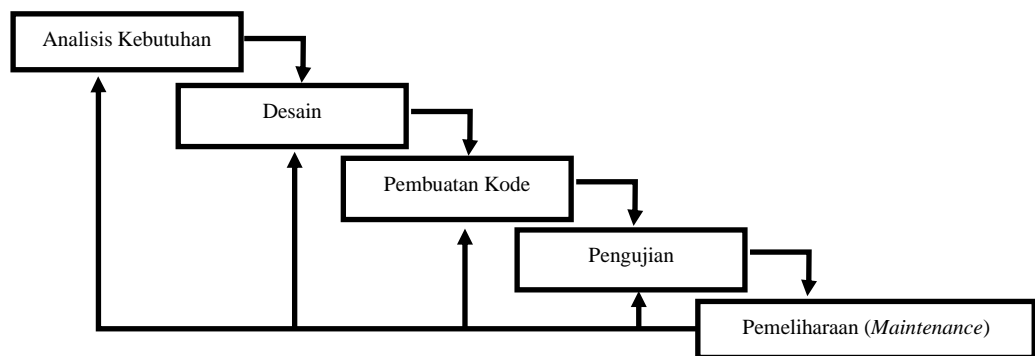 Analisis Kebutuhan
Desain
Pembuatan Kode
Pengujian
Pemeliharaan (Maintenance)